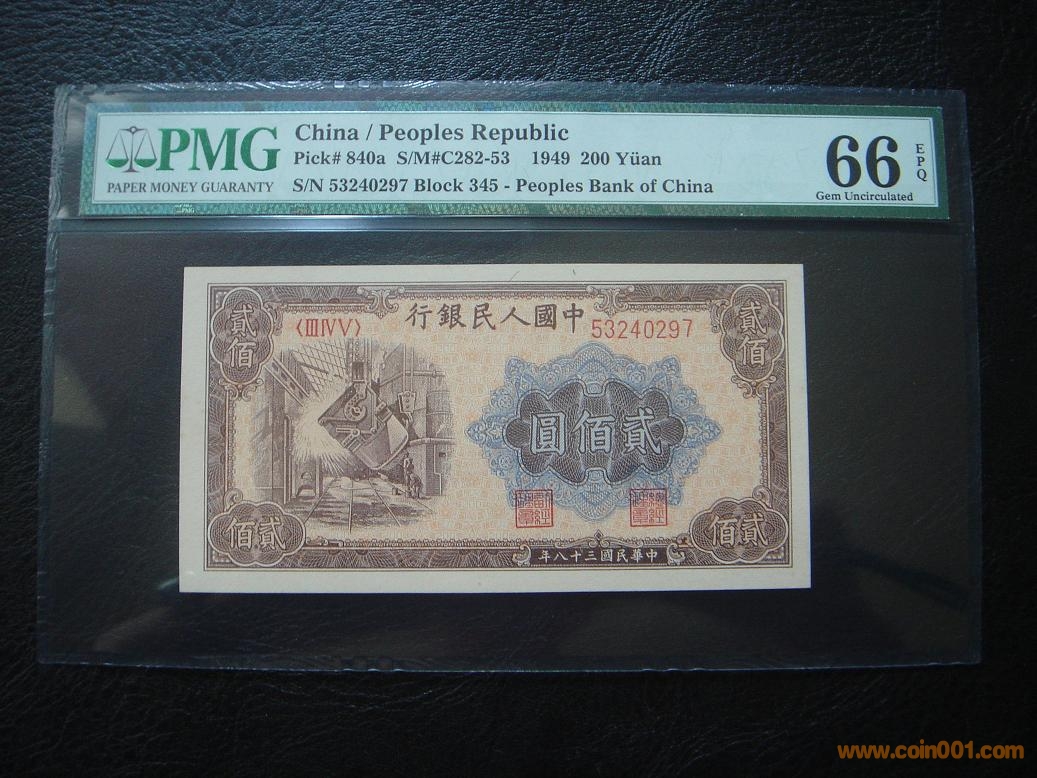 PMG
PAPER MONEY GUARANTY
China / Peoples Republic
Pick# 840a S/M#C282-53 1949 200 Yüan
S/N 53240297 Block 345 - Peoples Bank of China
66
EPQ
Gem Uncirculated
行銀民人國中
〈ⅢⅣⅤ〉
53240297
貳佰
貳佰
圓佰貳
佰貳
貳佰
年八十三國民華中
www.coin001.com